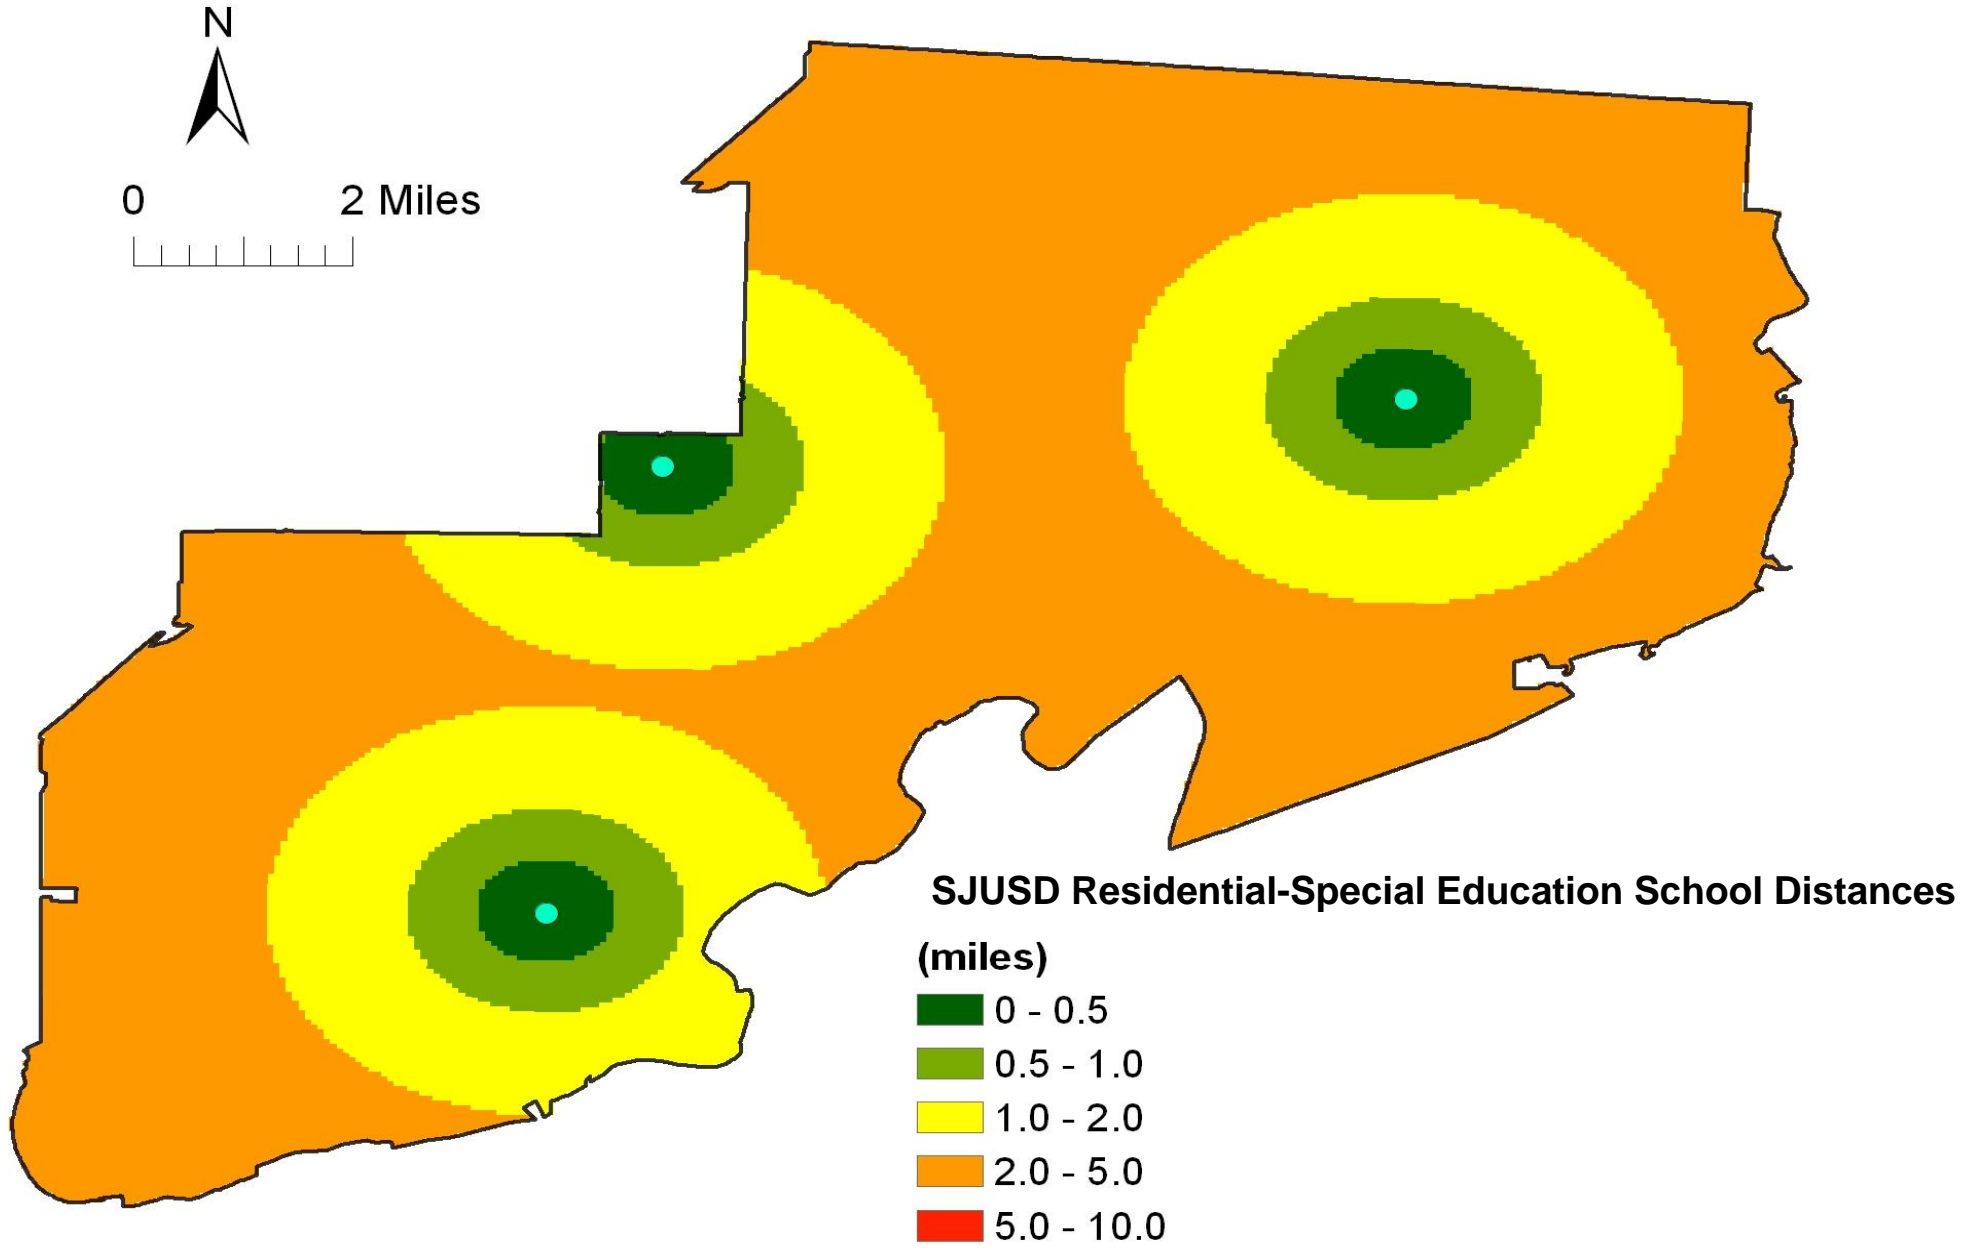 N
0 2 Miles
SJUSD Residential-Special Education School Distances
(miles)
0 - 0.5
0.5 - 1.0
1.0 - 2.0
2.0 - 5.0
5.0 - 10.0